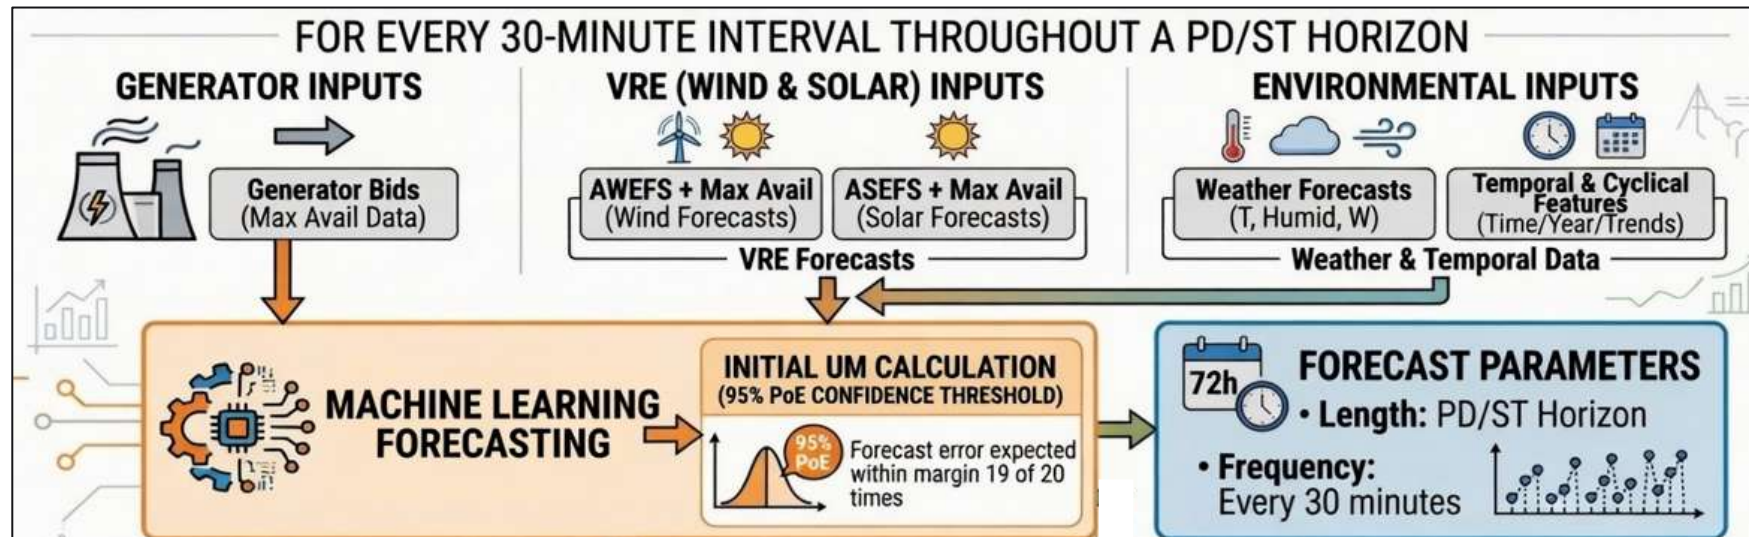 FOR EVERY 30-MINUTE INTERVAL THROUGHOUT A PD/ST HORIZON
GENERATOR INPUTS
Generator Bids
(Max Avail Data)
VRE (WIND & SOLAR) INPUTS
AWEFS + Max Avail
(Wind Forecasts)
ASEFS + Max Avail
(Solar Forecasts)
VRE Forecasts
ENVIRONMENTAL INPUTS
Weather Forecasts
(T, Humid, W)
Temporal & Cyclical
Features
(Time/Year/Trends)
Weather & Temporal Data
MACHINE LEARNING
FORECASTING
INITIAL UM CALCULATION
(95% PoE CONFIDENCE THRESHOLD)
95%
PoE
Forecast error expected
within margin 19 of 20
times
72h
FORECAST PARAMETERS
• Length: PD/ST Horizon
• Frequency:
Every 30 minutes